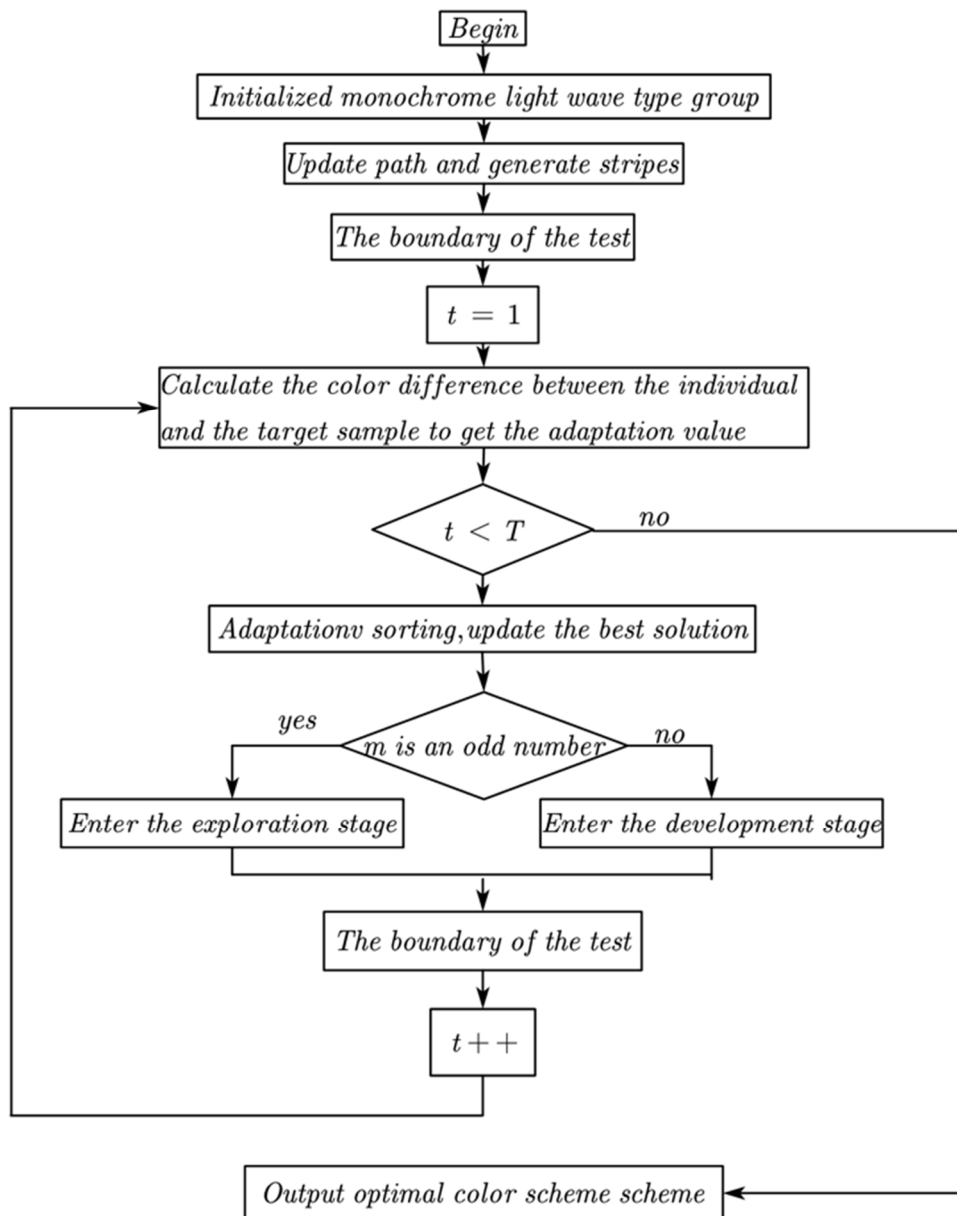 Begin
Initialized monochrome light wave type group
Update path and generate stripes
The boundary of the test
t = 1
Calculate the color difference between the individual
and the target sample to get the adaptation value
t < T
no
Adaptationv sorting,update the best solution
yes
m is an odd number
no
Enter the exploration stage
Enter the development stage
The boundary of the test
t++
Output optimal color scheme scheme